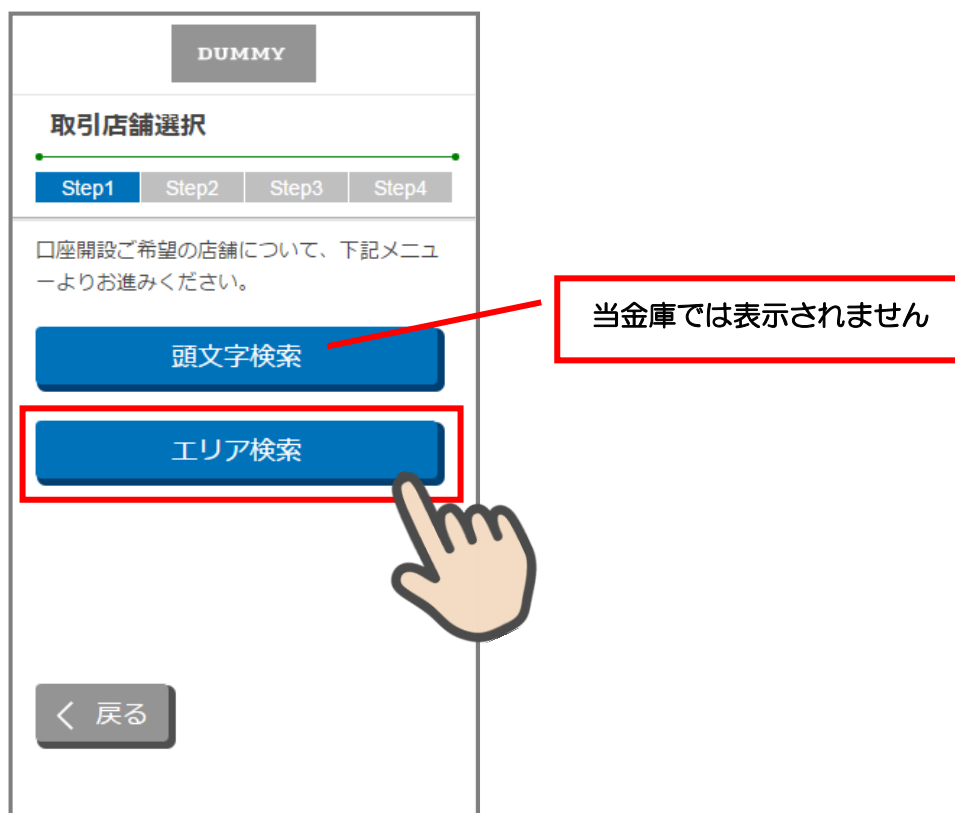 DUMMY
取引店舗選択
Step1 Step2 Step3 Step4
口座開設ご希望の店舗について、下記メニュ
ーよりお進みください。
当金庫では表示されません
頭文字検索
エリア検索
戻る